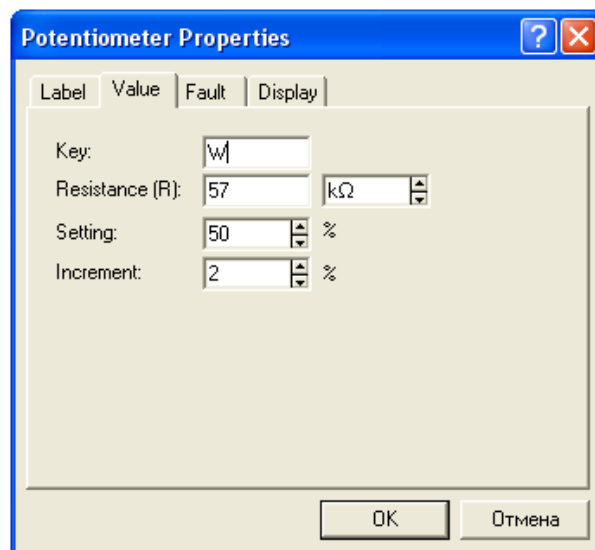 Potentiometer Properties ?
Label Value Fault Display
Key: W
Resistance (R): 57 kΩ
Setting: 50 %
Increment: 2 %
OK Отмена